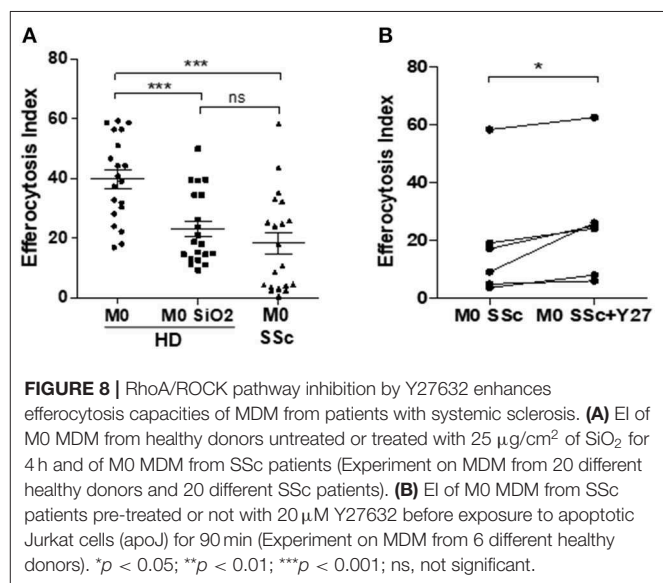 A
B
***
***
ns
*
Efferocytosis Index
80
60
40
20
0
M0
M0 SiO2
M0
HD
SSc
Efferocytosis Index
80
60
40
20
0
M0 SSc
M0 SSc+Y27
FIGURE 8 | RhoA/ROCK pathway inhibition by Y27632 enhances
efferocytosis capacities of MDM from patients with systemic sclerosis. (A) EI of
M0 MDM from healthy donors untreated or treated with 25 μg/cm² of SiO₂ for
4 h and of M0 MDM from SSc patients (Experiment on MDM from 20 different
healthy donors and 20 different SSc patients). (B) EI of M0 MDM from SSc
patients pre-treated or not with 20 μM Y27632 before exposure to apoptotic
Jurkat cells (apoJ) for 90 min (Experiment on MDM from 6 different healthy
donors). *p < 0.05; **p < 0.01; ***p < 0.001; ns, not significant.